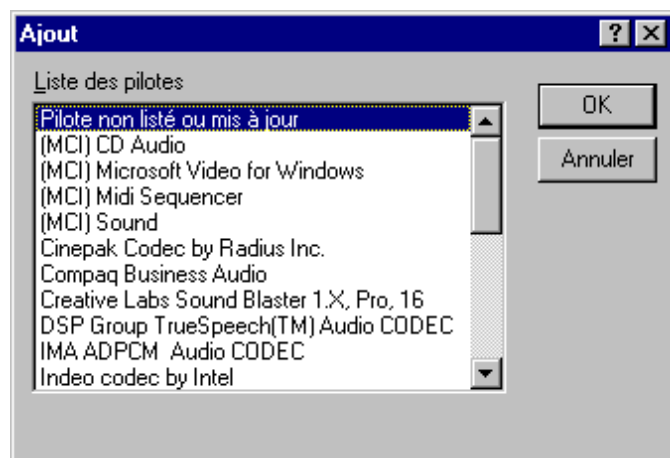 Ajout
Liste des pilotes
Pilote non listé ou mis à jour
(MCI) CD Audio
(MCI) Microsoft Video for Windows
(MCI) Midi Sequencer
(MCI) Sound
Cinepak Codec by Radius Inc.
Compaq Business Audio
Creative Labs Sound Blaster 1.X, Pro, 16
DSP Group TrueSpeech(TM) Audio CODEC
IMA ADPCM  Audio CODEC
Indeo codec by Intel
OK
Annuler